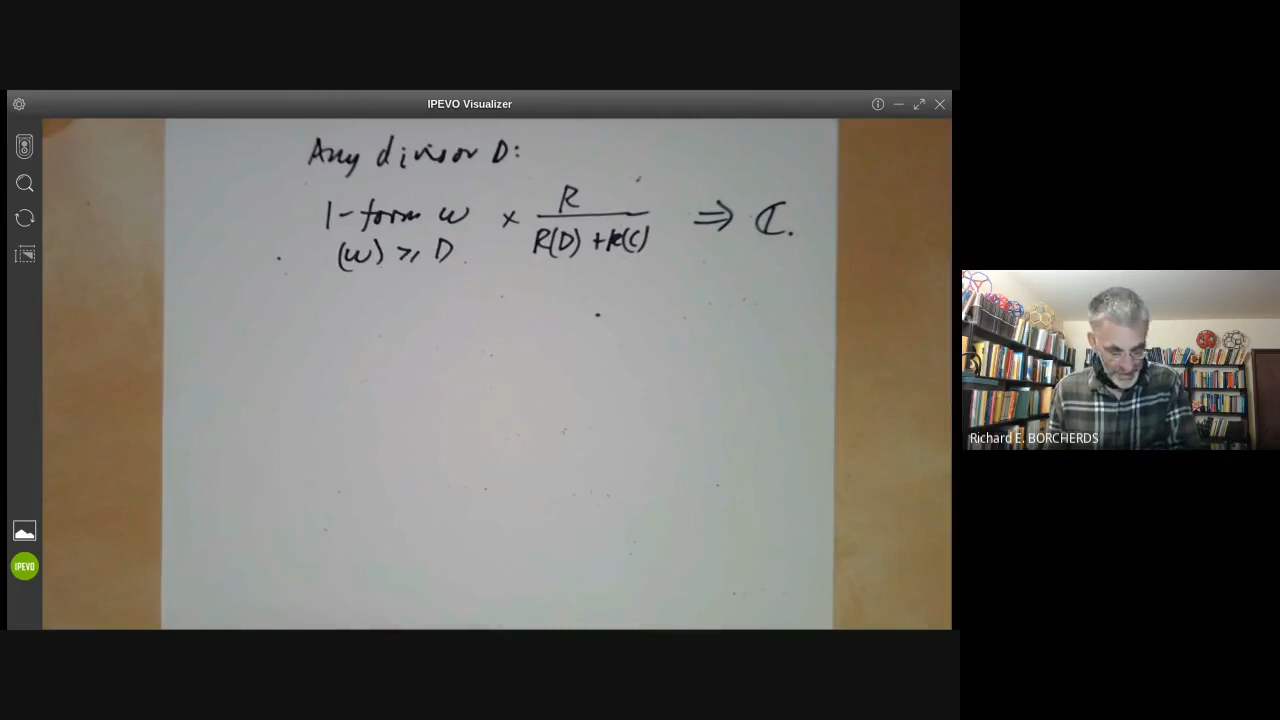 IPEVO Visualizer
Any divisor D:
1-form ω × R / R(D) + k(C) ⇒ ℂ.
(ω) ≥ D
IPEVO
Richard E. BORCHERDS